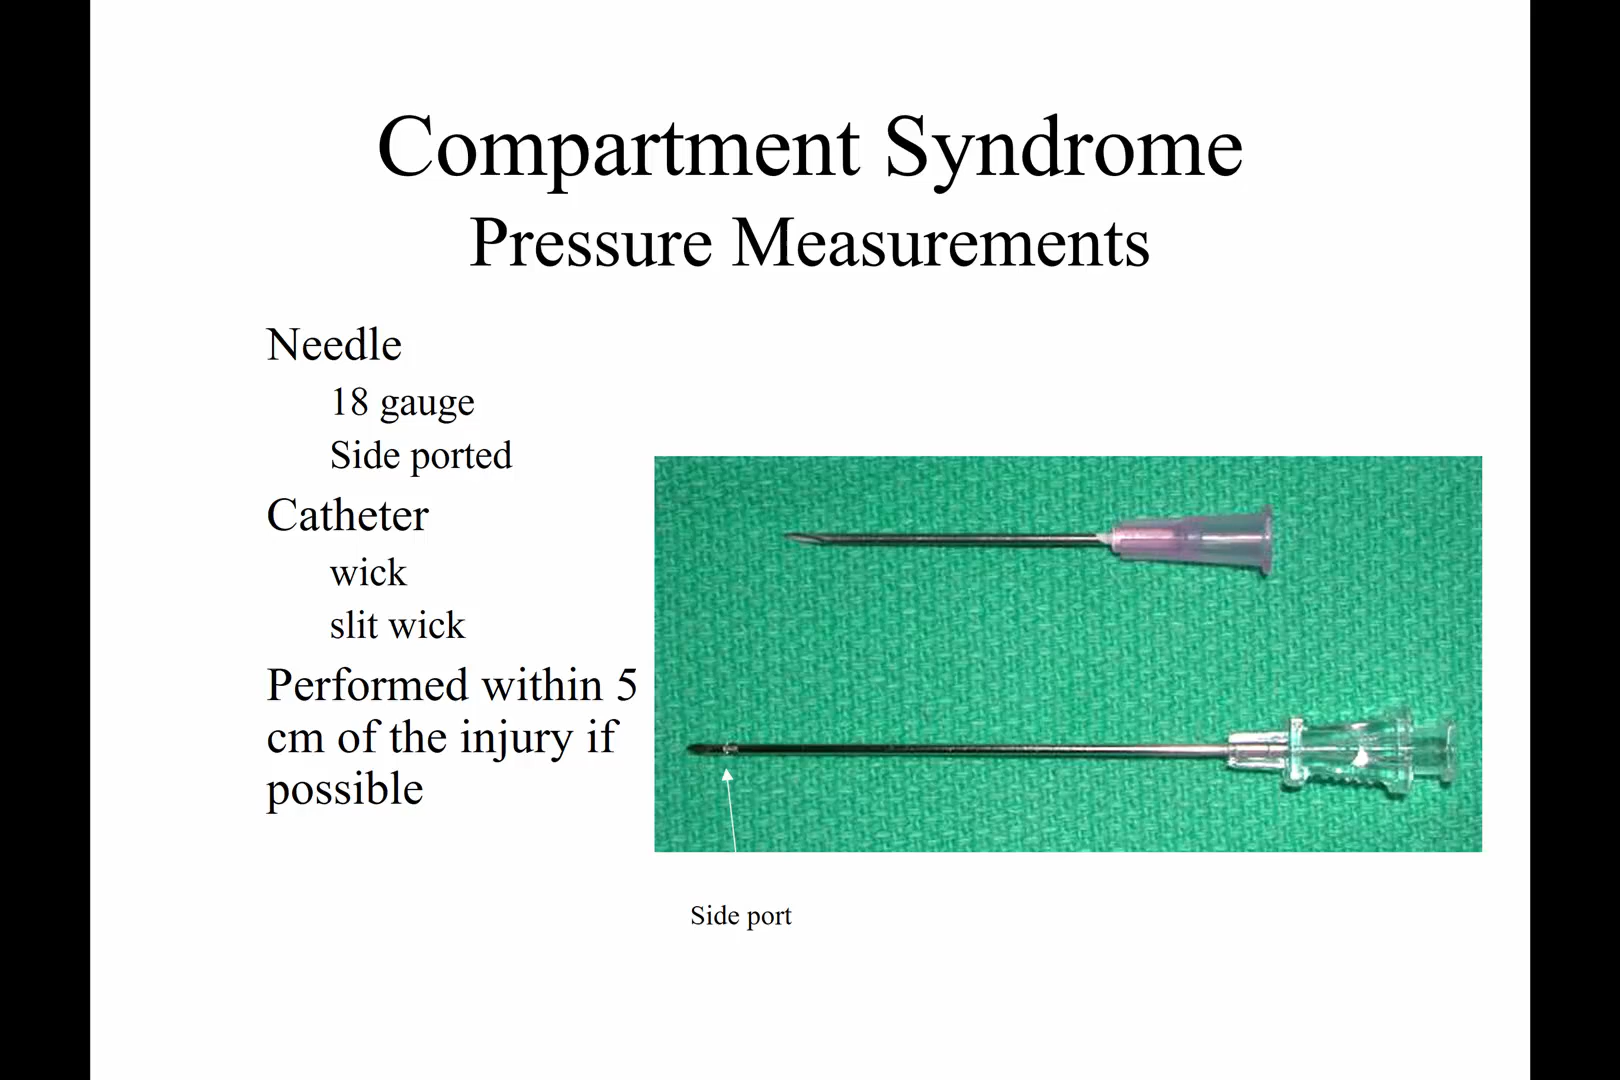 Compartment Syndrome
Pressure Measurements
Needle
18 gauge
Side ported
Catheter
wick
slit wick
Performed within 5
cm of the injury if
possible
Side port